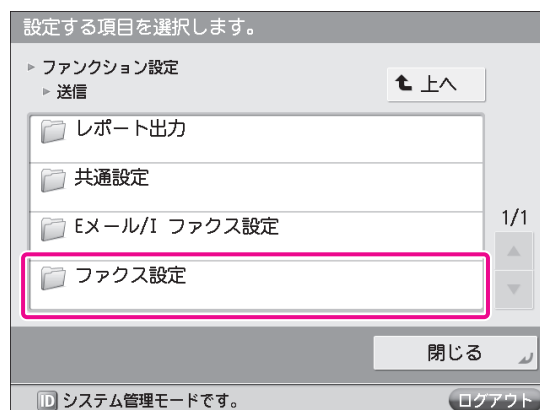 設定する項目を選択します。
ファンクション設定
送信
上へ
レポート出力
共通設定
Eメール/I ファクス設定
1/1
ファクス設定
閉じる
ID システム管理モードです。
ログアウト